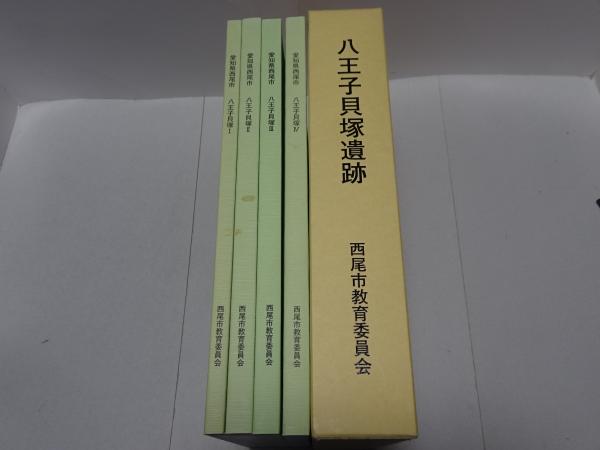 愛知県西尾市 八王子貝塚Ⅰ 西尾市教育委員会
愛知県西尾市 八王子貝塚Ⅱ 西尾市教育委員会
愛知県西尾市 八王子貝塚Ⅲ 西尾市教育委員会
愛知県西尾市 八王子貝塚Ⅳ 西尾市教育委員会
八王子貝塚遺跡 西尾市教育委員会